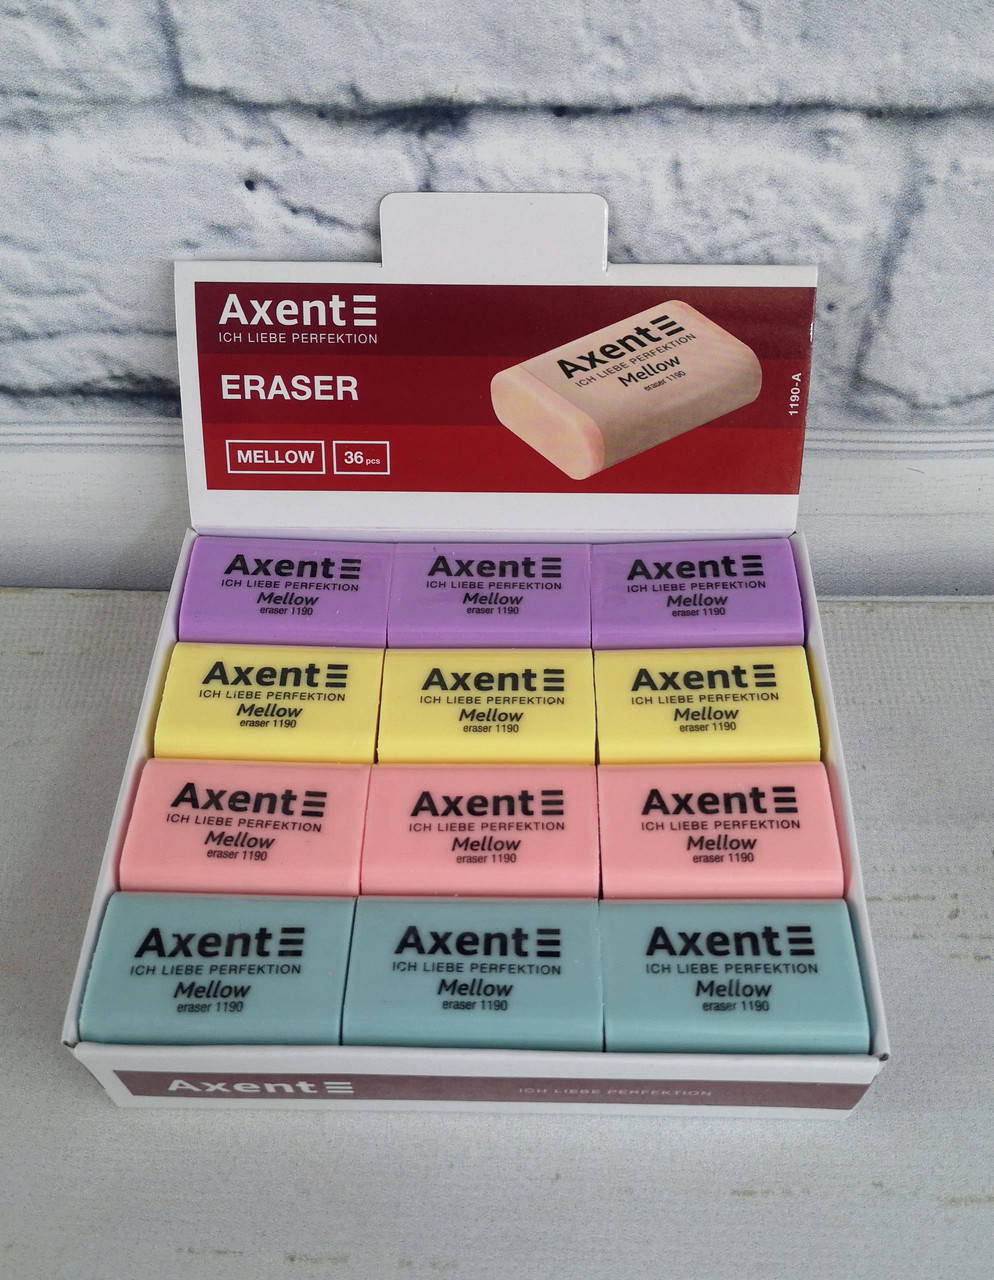 Axent
ICH LIEBE PERFEKTION
ERASER
MELLOW 36 pcs
Axent
ICH LIEBE PERFEKTION
Mellow
eraser 1190
1190-A
Axent
ICH LIEBE PERFEKTION
Mellow
eraser 1190
Axent
ICH LIEBE PERFEKTION
Mellow
eraser 1190
Axent
ICH LIEBE PERFEKTION
Mellow
eraser 1190
Axent
ICH LIEBE PERFEKTION
Mellow
eraser 1190
Axent
ICH LIEBE PERFEKTION
Mellow
eraser 1190
Axent
ICH LIEBE PERFEKTION
Mellow
eraser 1190
Axent
ICH LIEBE PERFEKTION
Mellow
eraser 1190
Axent
ICH LIEBE PERFEKTION
Mellow
eraser 1190
Axent
ICH LIEBE PERFEKTION
Mellow
eraser 1190
Axent
ICH LIEBE PERFEKTION
Mellow
eraser 1190
Axent
ICH LIEBE PERFEKTION
Mellow
eraser 1190
Axent
ICH LIEBE PERFEKTION
Mellow
eraser 1190
Axent ICH LIEBE PERFEKTION